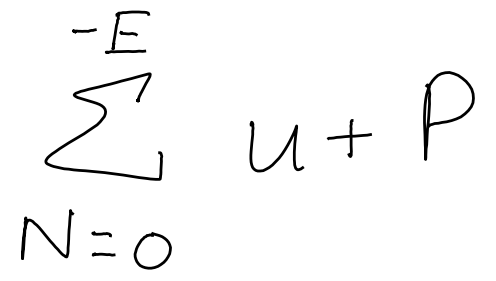 -E
∑ u + P
N = 0